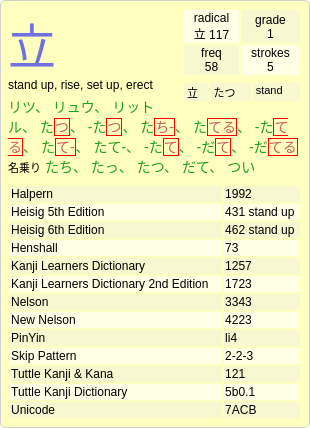 立
radical
立 117
grade
1
freq
58
strokes
5
stand up, rise, set up, erect
立 たつ stand
リツ、 リュウ、 リット
ル、 たつ、 -たつ、 たち-、 たてる、 -たて
る、 たて-、 たて-、 -たて、 -だて、 -だてる
名乗り たち、 たっ、 たつ、 だて、 つい
Halpern 1992
Heisig 5th Edition 431 stand up
Heisig 6th Edition 462 stand up
Henshall 73
Kanji Learners Dictionary 1257
Kanji Learners Dictionary 2nd Edition 1723
Nelson 3343
New Nelson 4223
PinYin li4
Skip Pattern 2-2-3
Tuttle Kanji & Kana 121
Tuttle Kanji Dictionary 5b0.1
Unicode 7ACB